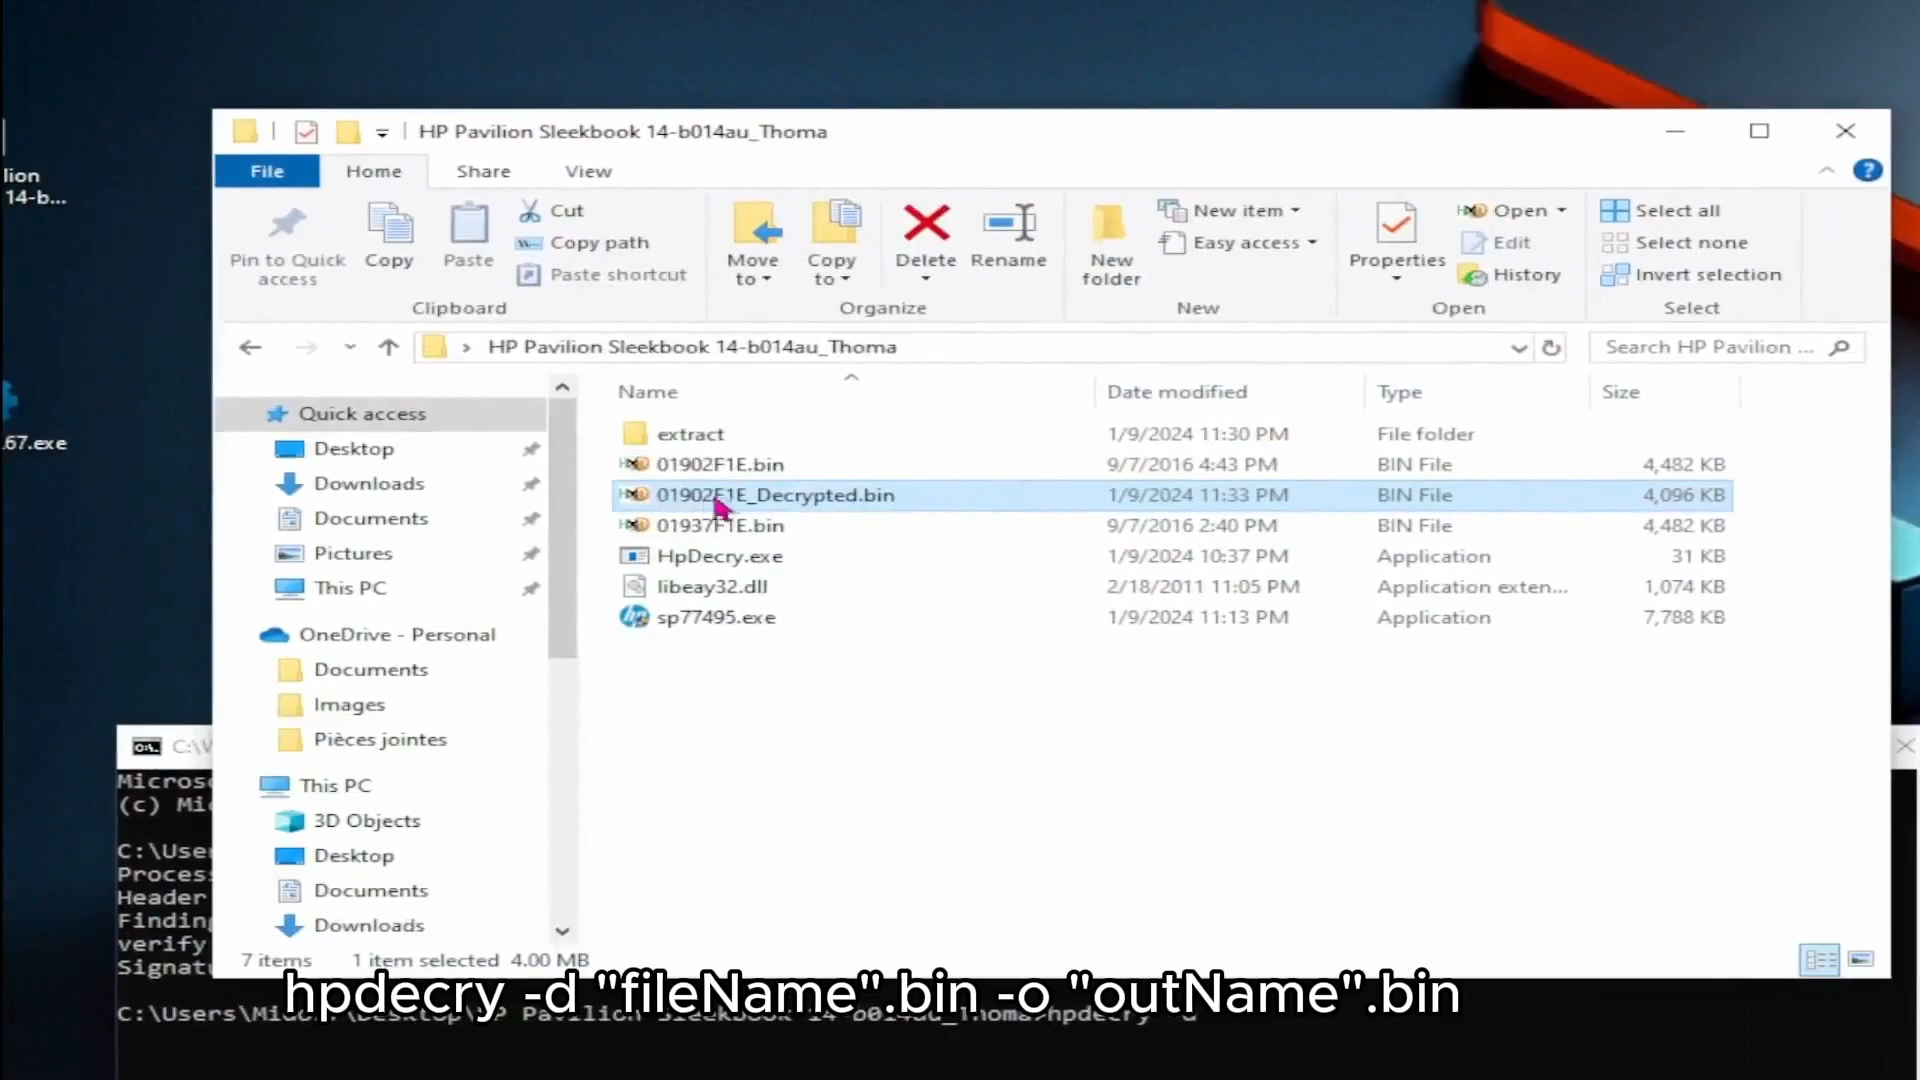 lion
14-b...
67.exe
HP Pavilion Sleekbook 14-b014au_Thoma
File Home Share View
Pin to Quick access
Copy
Paste
Cut
Copy path
Paste shortcut
Clipboard
Move to
Copy to
Delete
Rename
Organize
New folder
New item
Easy access
New
Properties
Open
Edit
History
Open
Select all
Select none
Invert selection
Select
HP Pavilion Sleekbook 14-b014au_Thoma
Search HP Pavilion ...
Quick access
Desktop
Downloads
Documents
Pictures
This PC
OneDrive - Personal
Documents
Images
Pièces jointes
This PC
3D Objects
Desktop
Documents
Downloads
Name Date modified Type Size
extract 1/9/2024 11:30 PM File folder
01902F1E.bin 9/7/2016 4:43 PM BIN File 4,482 KB
01902F1E_Decrypted.bin 1/9/2024 11:33 PM BIN File 4,096 KB
01937F1E.bin 9/7/2016 2:40 PM BIN File 4,482 KB
HpDecry.exe 1/9/2024 10:37 PM Application 31 KB
libeay32.dll 2/18/2011 11:05 PM Application exten... 1,074 KB
sp77495.exe 1/9/2024 11:13 PM Application 7,788 KB
7 items 1 item selected 4.00 MB
C:\
Micros
(c) Mi
C:\Use
Proces
Header
Finding
verify
Signat
hpdecry -d "fileName".bin -o "outName".bin